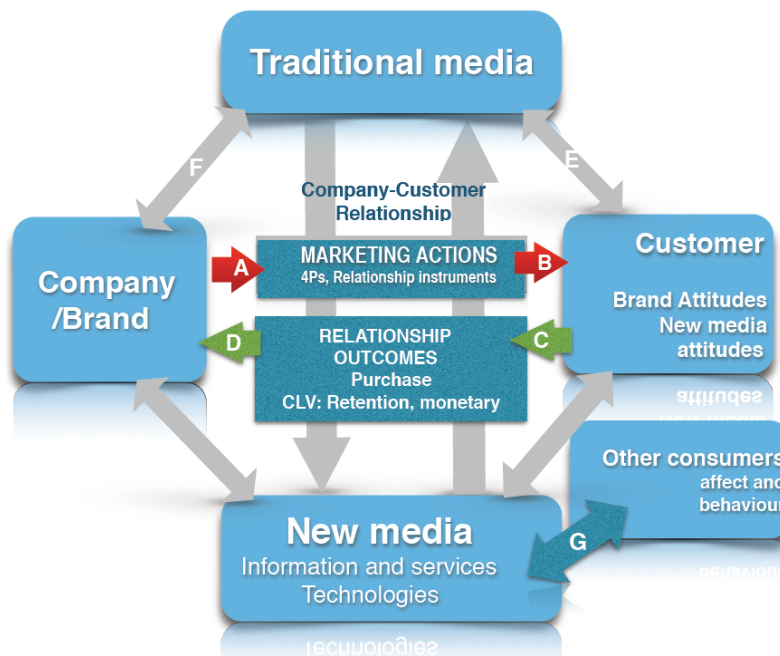 Traditional media
F
E
Company-Customer
Relationship
Company
/Brand
A
MARKETING ACTIONS
4Ps, Relationship instruments
B
Customer
Brand Attitudes
New media
attitudes
D
RELATIONSHIP
OUTCOMES
Purchase
CLV: Retention, monetary
C
Other consumers
affect and
behaviour
G
New media
Information and services
Technologies